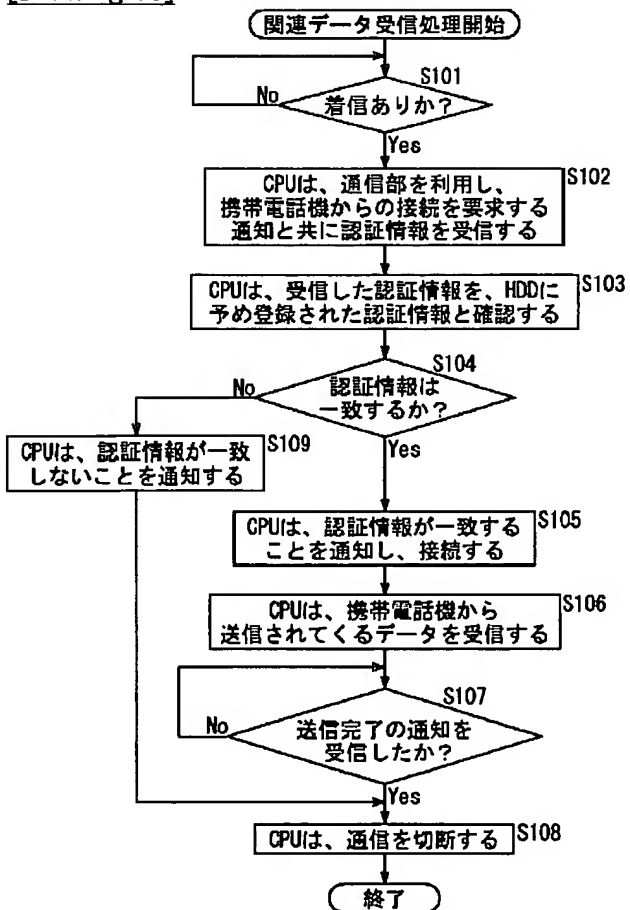 関連データ受信処理開始
S101
着信ありか？
No
Yes
S102
CPUは、通信部を利用し、
携帯電話機からの接続を要求する
通知と共に認証情報を受信する
S103
CPUは、受信した認証情報を、HDDに
予め登録された認証情報と確認する
S104
認証情報は
一致するか？
No
Yes
S109
CPUは、認証情報が一致
しないことを通知する
S105
CPUは、認証情報が一致する
ことを通知し、接続する
S106
CPUは、携帯電話機から
送信されてくるデータを受信する
S107
送信完了の通知を
受信したか？
No
Yes
S108
CPUは、通信を切断する
終了